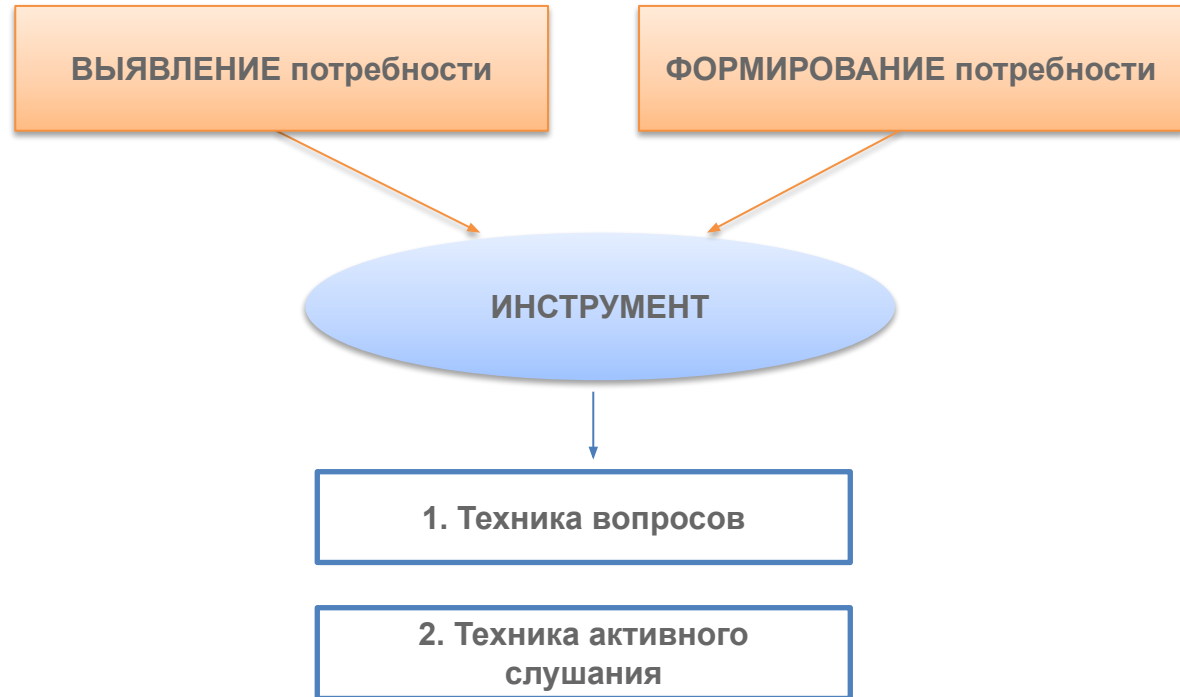 ВЫЯВЛЕНИЕ потребности
ФОРМИРОВАНИЕ потребности
ИНСТРУМЕНТ
1. Техника вопросов
2. Техника активного
слушания